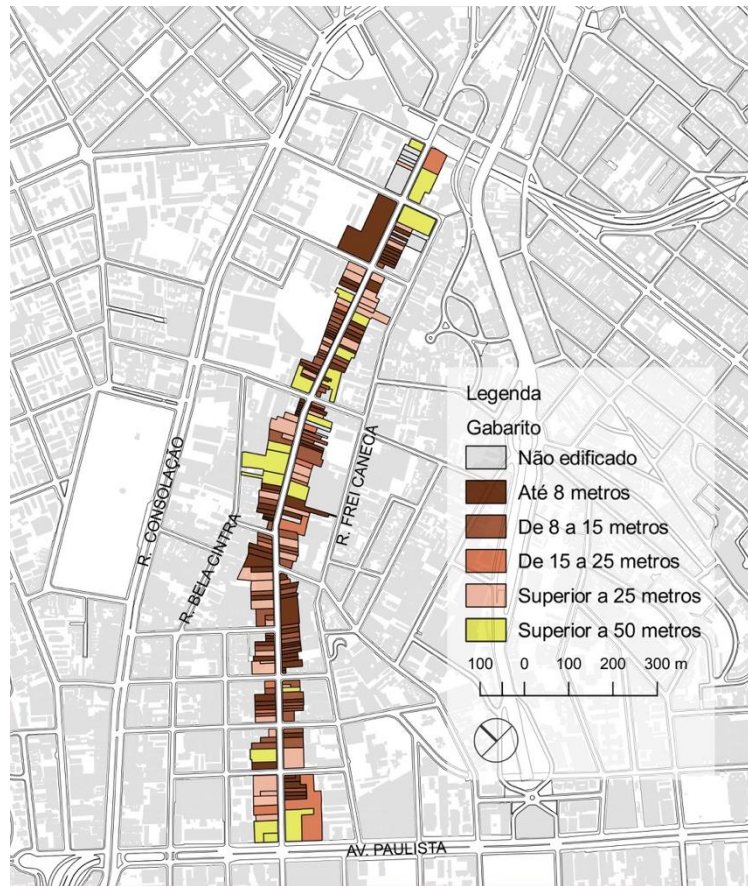 R. CONSOLAÇÃO
R. BELA CINTRA
R. FREI CANECA
AV. PAULISTA
Legenda
Gabarito
Não edificado
Até 8 metros
De 8 a 15 metros
De 15 a 25 metros
Superior a 25 metros
Superior a 50 metros
100 0 100 200 300 m